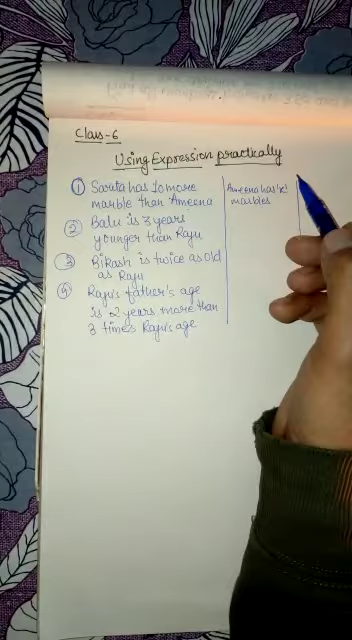 Class-6
Using Expression practically
① Sarita has 10 more
marble than Ameena
Ameena has 'x'
marbles
② Balu is 3 years
younger than Raju
③ Bikash is twice as old
as Raju
④ Raju's father's age
is 2 years more than
3 times Raju's age